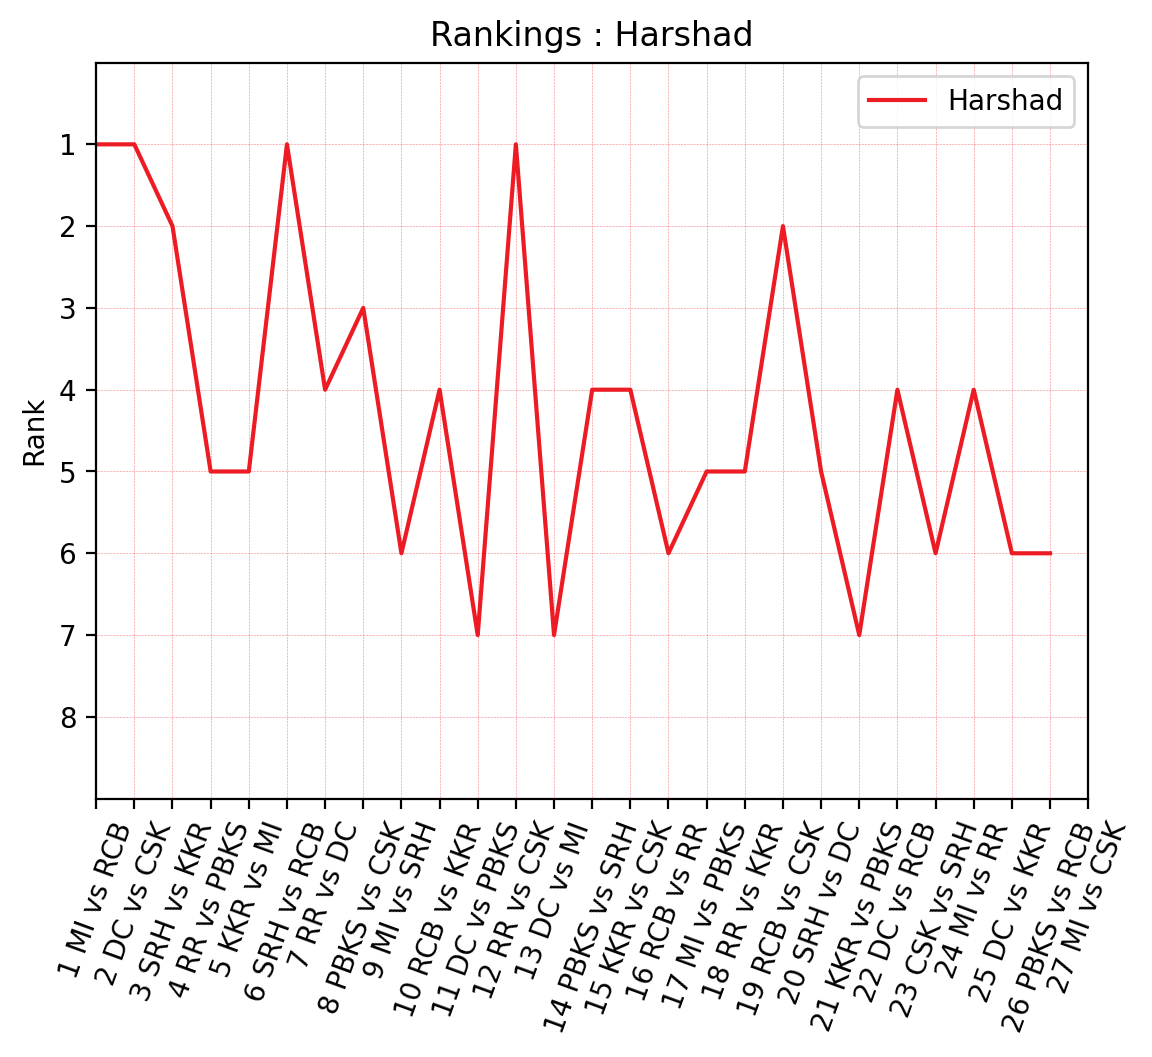 Rankings : Harshad
Harshad
Rank
1
2
3
4
5
6
7
8
1 MI vs RCB
2 DC vs CSK
3 SRH vs KKR
4 RR vs PBKS
5 KKR vs MI
6 SRH vs RCB
7 RR vs DC
8 PBKS vs CSK
9 MI vs SRH
10 RCB vs KKR
11 DC vs PBKS
12 RR vs CSK
13 DC vs MI
14 PBKS vs SRH
15 KKR vs CSK
16 RCB vs RR
17 MI vs PBKS
18 RR vs KKR
19 RCB vs CSK
20 SRH vs DC
21 KKR vs PBKS
22 DC vs RCB
23 CSK vs SRH
24 MI vs RR
25 DC vs KKR
26 PBKS vs RCB
27 MI vs CSK